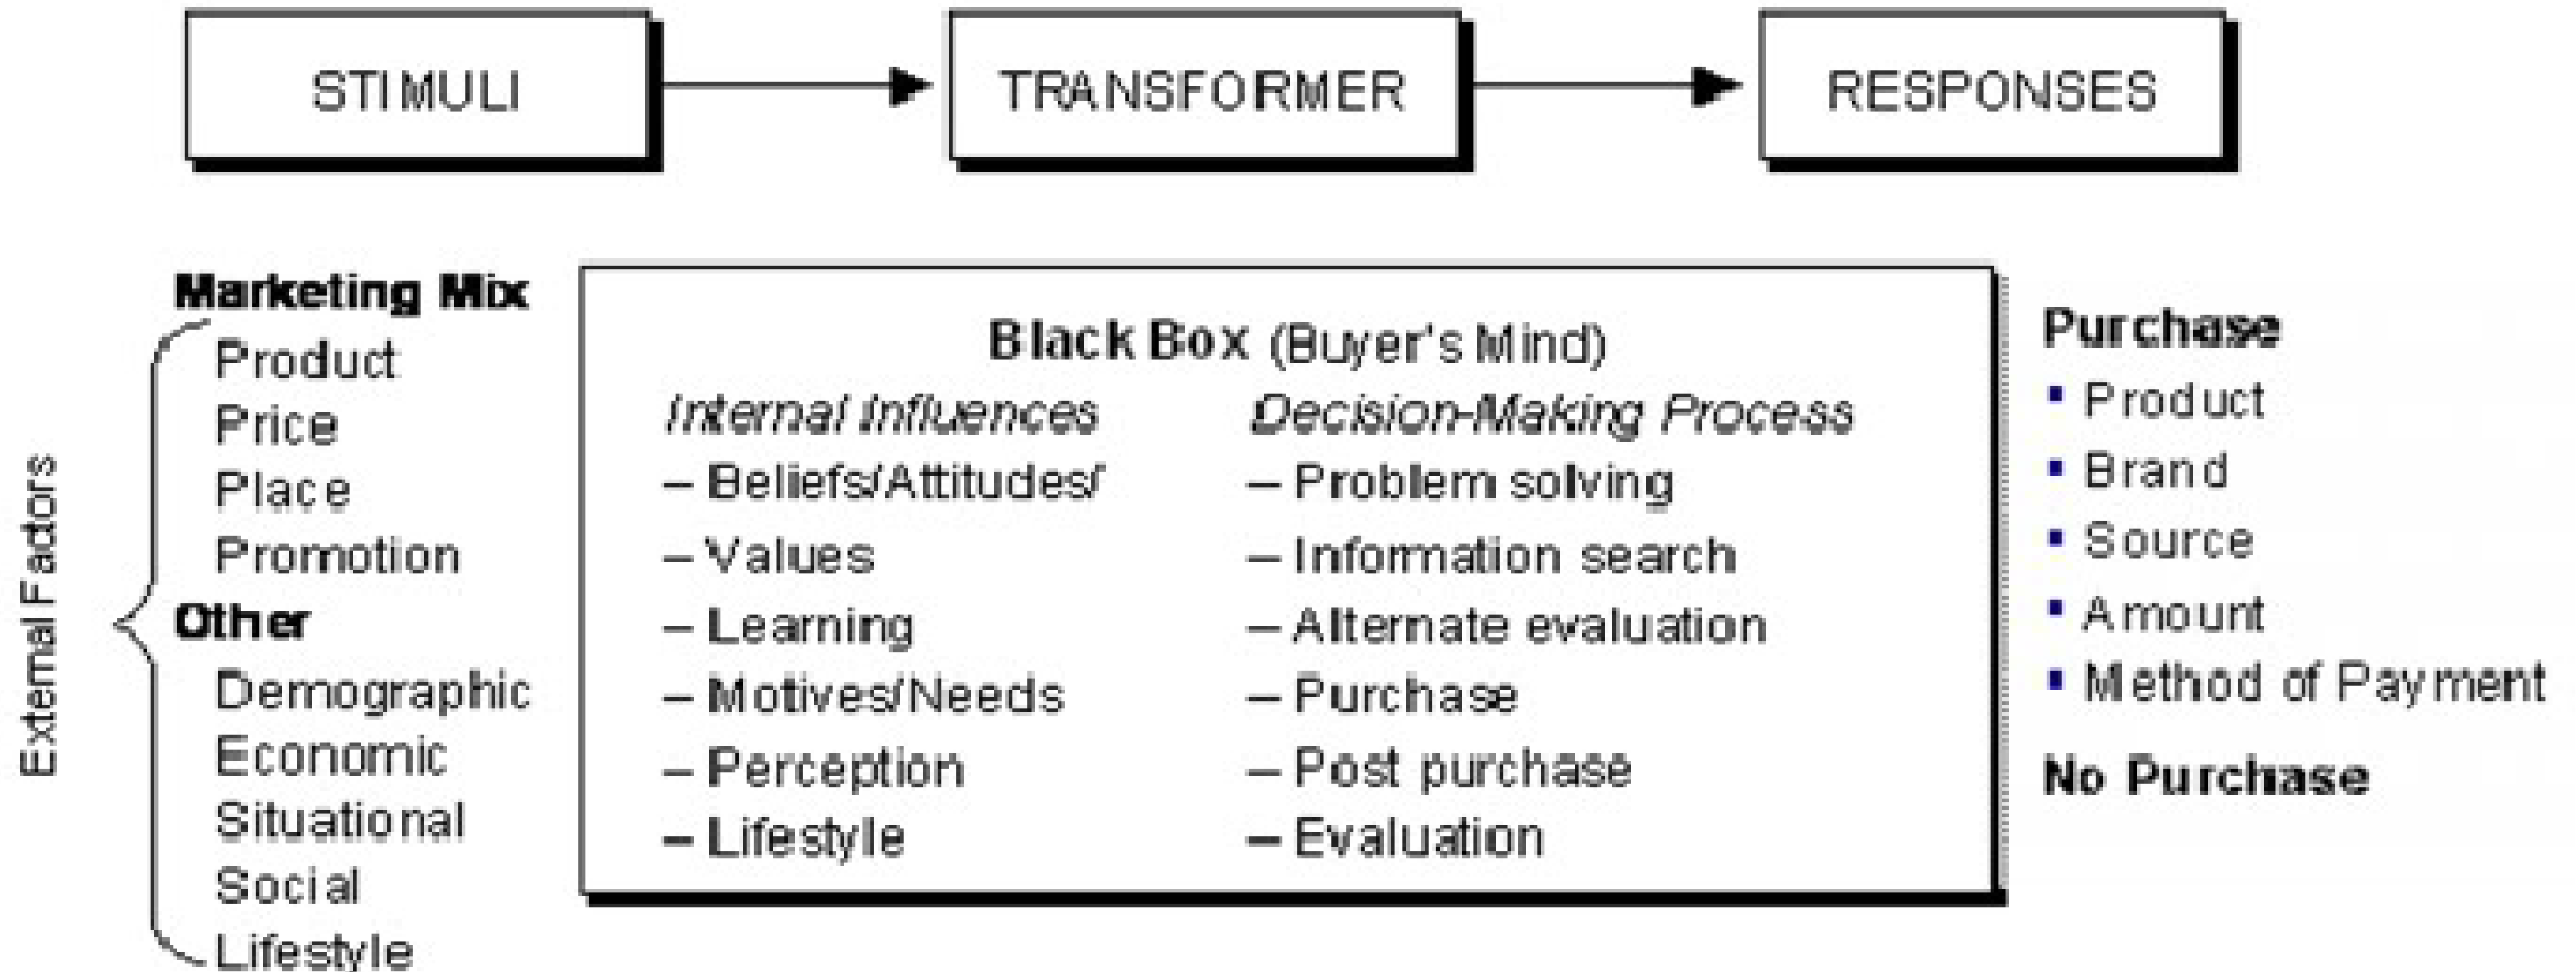 STIMULI
TRANSFORMER
RESPONSES
External Factors
Marketing Mix
Product
Price
Place
Promotion
Other
Demographic
Economic
Situational
Social
Lifestyle
Black Box (Buyer's Mind)
Internal Influences
– Beliefs/Attitudes/
– Values
– Learning
– Motives/Needs
– Perception
– Lifestyle
Decision-Making Process
– Problem solving
– Information search
– Alternate evaluation
– Purchase
– Post purchase
– Evaluation
Purchase
▪ Product
▪ Brand
▪ Source
▪ Amount
▪ Method of Payment
No Purchase